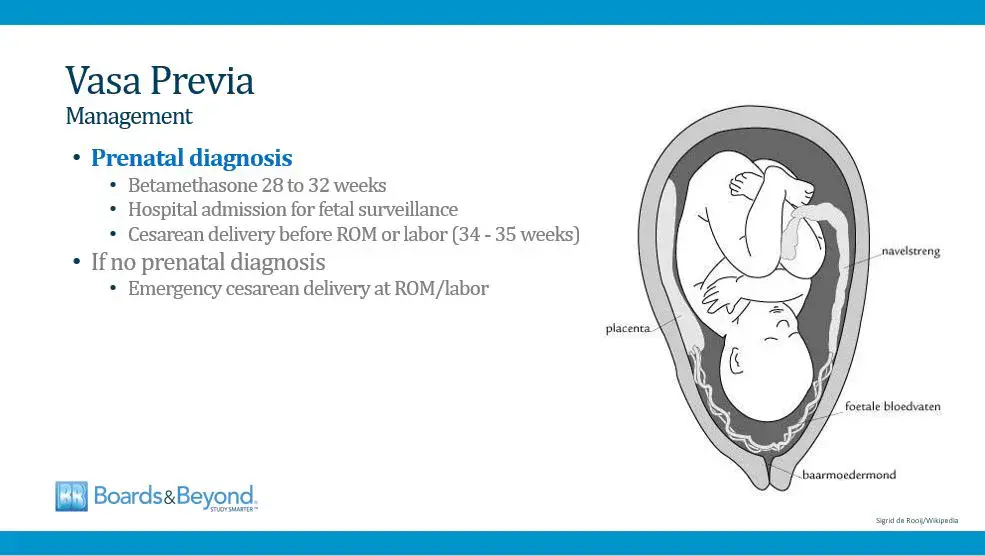 Vasa Previa
Management
• Prenatal diagnosis
• Betamethasone 28 to 32 weeks
• Hospital admission for fetal surveillance
• Cesarean delivery before ROM or labor (34 - 35 weeks)
• If no prenatal diagnosis
• Emergency cesarean delivery at ROM/labor
navelstreng
placenta
foetale bloedvaten
baarmoedermond
BB Boards&Beyond®
STUDY SMARTER™
Sigrid de Rooij/Wikipedia